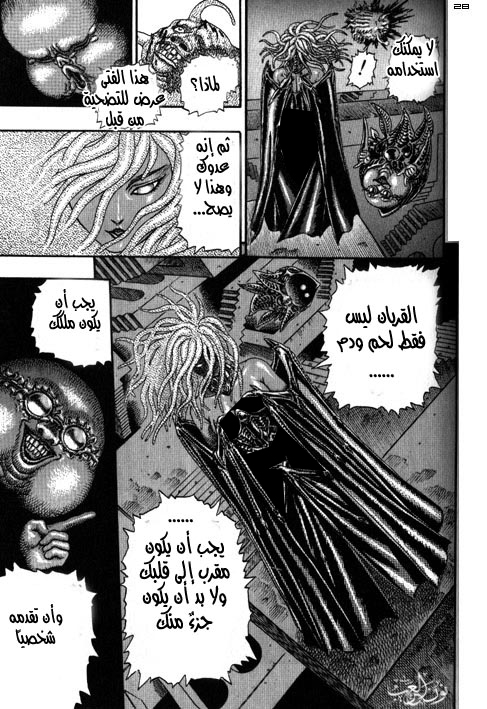 28
لا يمكنك
استخدامه
!
لماذا؟
هذا الفتى
عرض للتضحية
من قبل
ثم إنه
عدوك
وهذا لا
يصح...
القربان ليس
فقط لحم ودم
......
......
يجب أن يكون
مقرب إلى قلبك
ولا بد أن يكون
جزءٌ منك
يجب أن
يكون ملكك
وأن تقدمه
شخصيًا